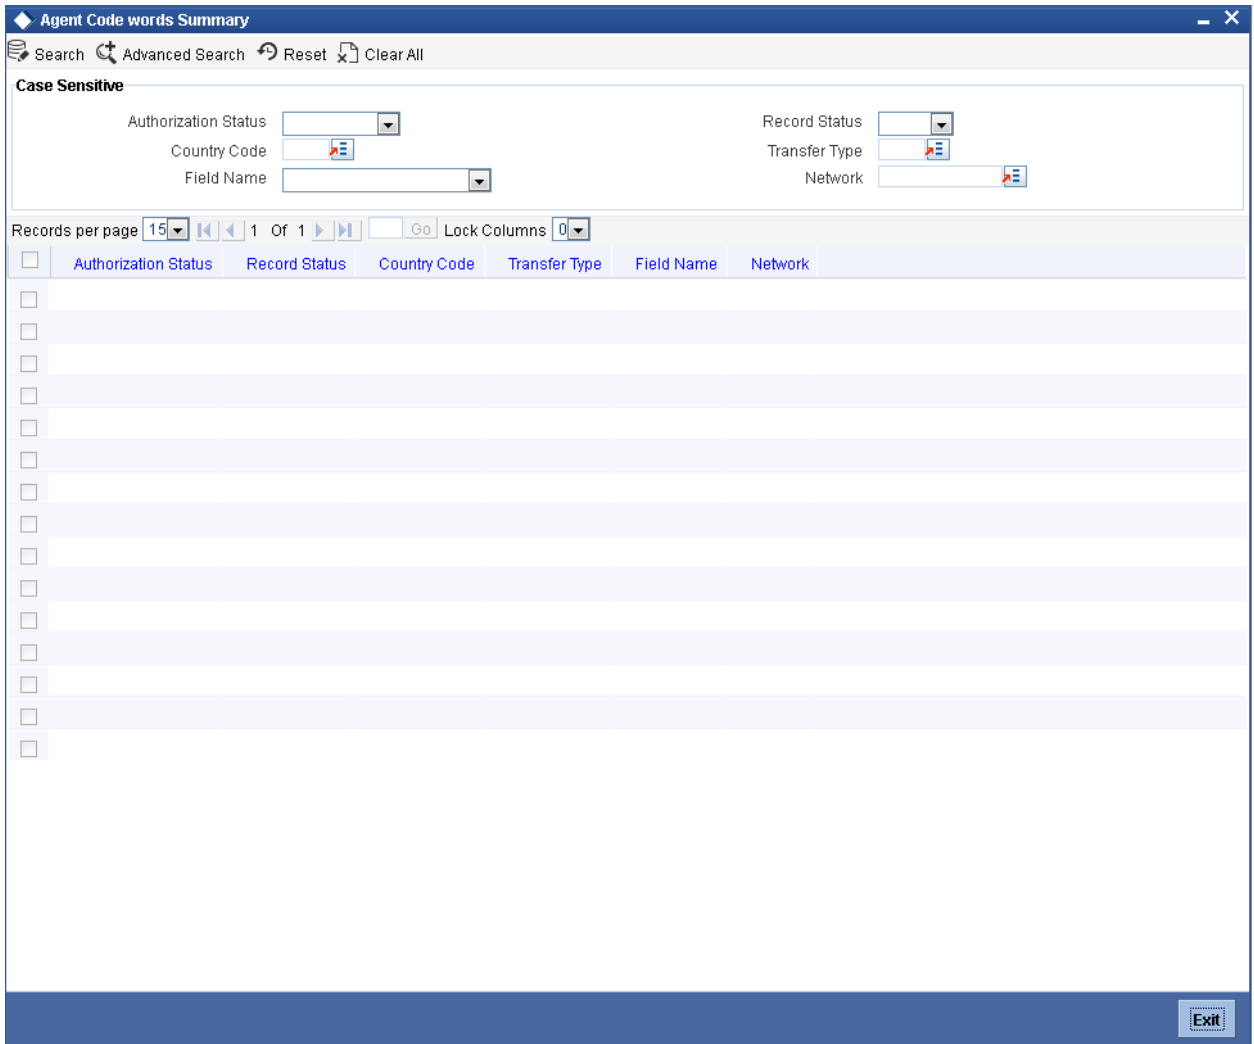 Agent Code words Summary
Search Advanced Search Reset Clear All
Case Sensitive
Authorization Status Record Status
Country Code Transfer Type
Field Name Network
Records per page 15 1 Of 1 Go Lock Columns 0
Authorization Status Record Status Country Code Transfer Type Field Name Network
Exit